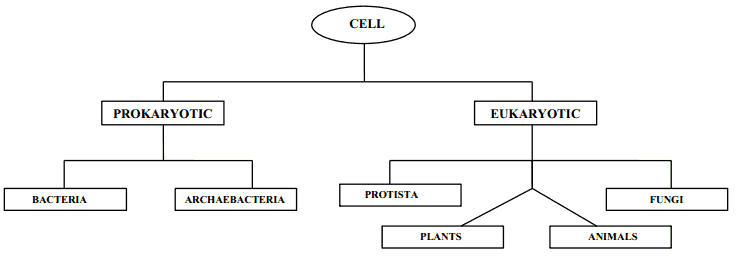 CELL
PROKARYOTIC
EUKARYOTIC
BACTERIA
ARCHAEBACTERIA
PROTISTA
FUNGI
PLANTS
ANIMALS